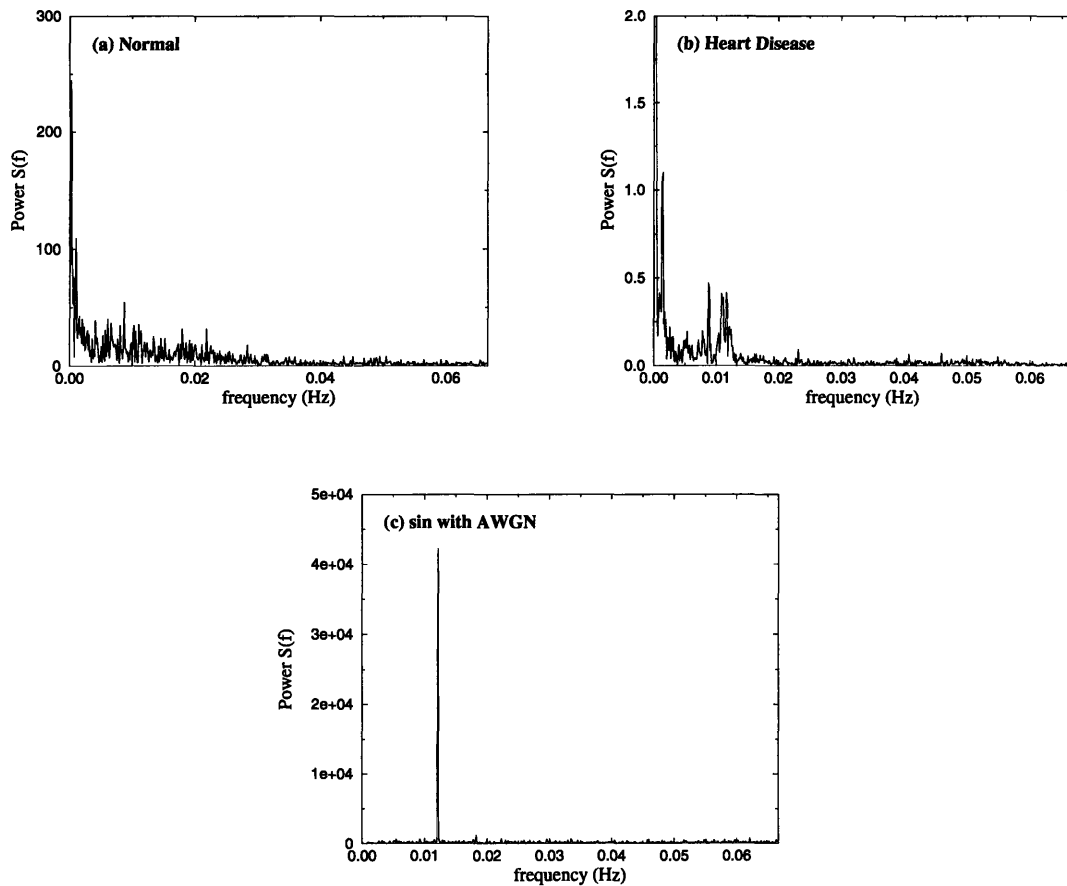 (a) Normal
300
200
100
0
0.00 0.02 0.04 0.06
Power S(f)
frequency (Hz)
(b) Heart Disease
2.0
1.5
1.0
0.5
0.0
0.00 0.01 0.02 0.03 0.04 0.05 0.06
Power S(f)
frequency (Hz)
(c) sin with AWGN
5e+04
4e+04
3e+04
2e+04
1e+04
0
0.00 0.01 0.02 0.03 0.04 0.05 0.06
Power S(f)
frequency (Hz)